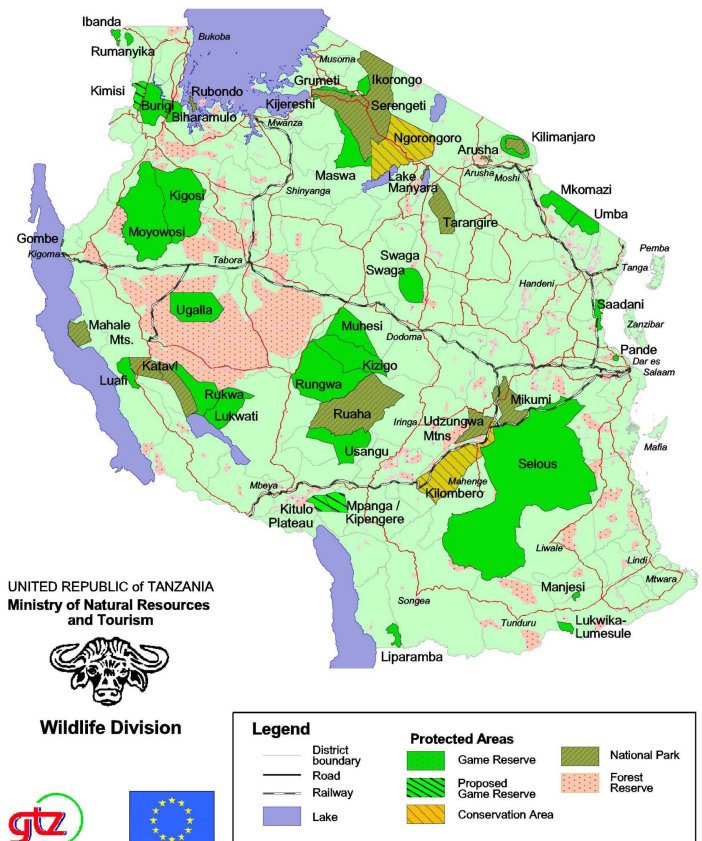 Ibanda
Bukoba
Rumanyika
Musoma
Ikorongo
Grumeti
Kimisi
Rubondo
Kijereshi
Serengeti
Burigi
Biharamulo
Mwanza
Ngorongoro
Kilimanjaro
Arusha
Maswa
Lake
Manyara
Arusha
Moshi
Shinyanga
Kigosi
Mkomazi
Umba
Tarangire
Moyowosi
Gombe
Kigoma
Tabora
Swaga
Swaga
Pemba
Tanga
Handeni
Ugalla
Saadani
Zanzibar
Mahale
Mts.
Muhesi
Dodoma
Pande
Dar es
Salaam
Katavi
Kizigo
Luafi
Rukwa
Rungwa
Mikumi
Lukwati
Ruaha
Iringa
Udzungwa
Mtns
Usangu
Mafia
Selous
Mbeya
Mahenge
Kilombero
Kitulo
Plateau
Mpanga /
Kipengere
Liwale
Lindi
Manjesi
Mtwara
Songea
Tunduru
Lukwika-
Lumesule
Liparamba
UNITED REPUBLIC of TANZANIA
Ministry of Natural Resources
and Tourism
Wildlife Division
gtz
Legend
District
boundary
Road
Railway
Lake
Protected Areas
Game Reserve
Proposed
Game Reserve
Conservation Area
National Park
Forest
Reserve